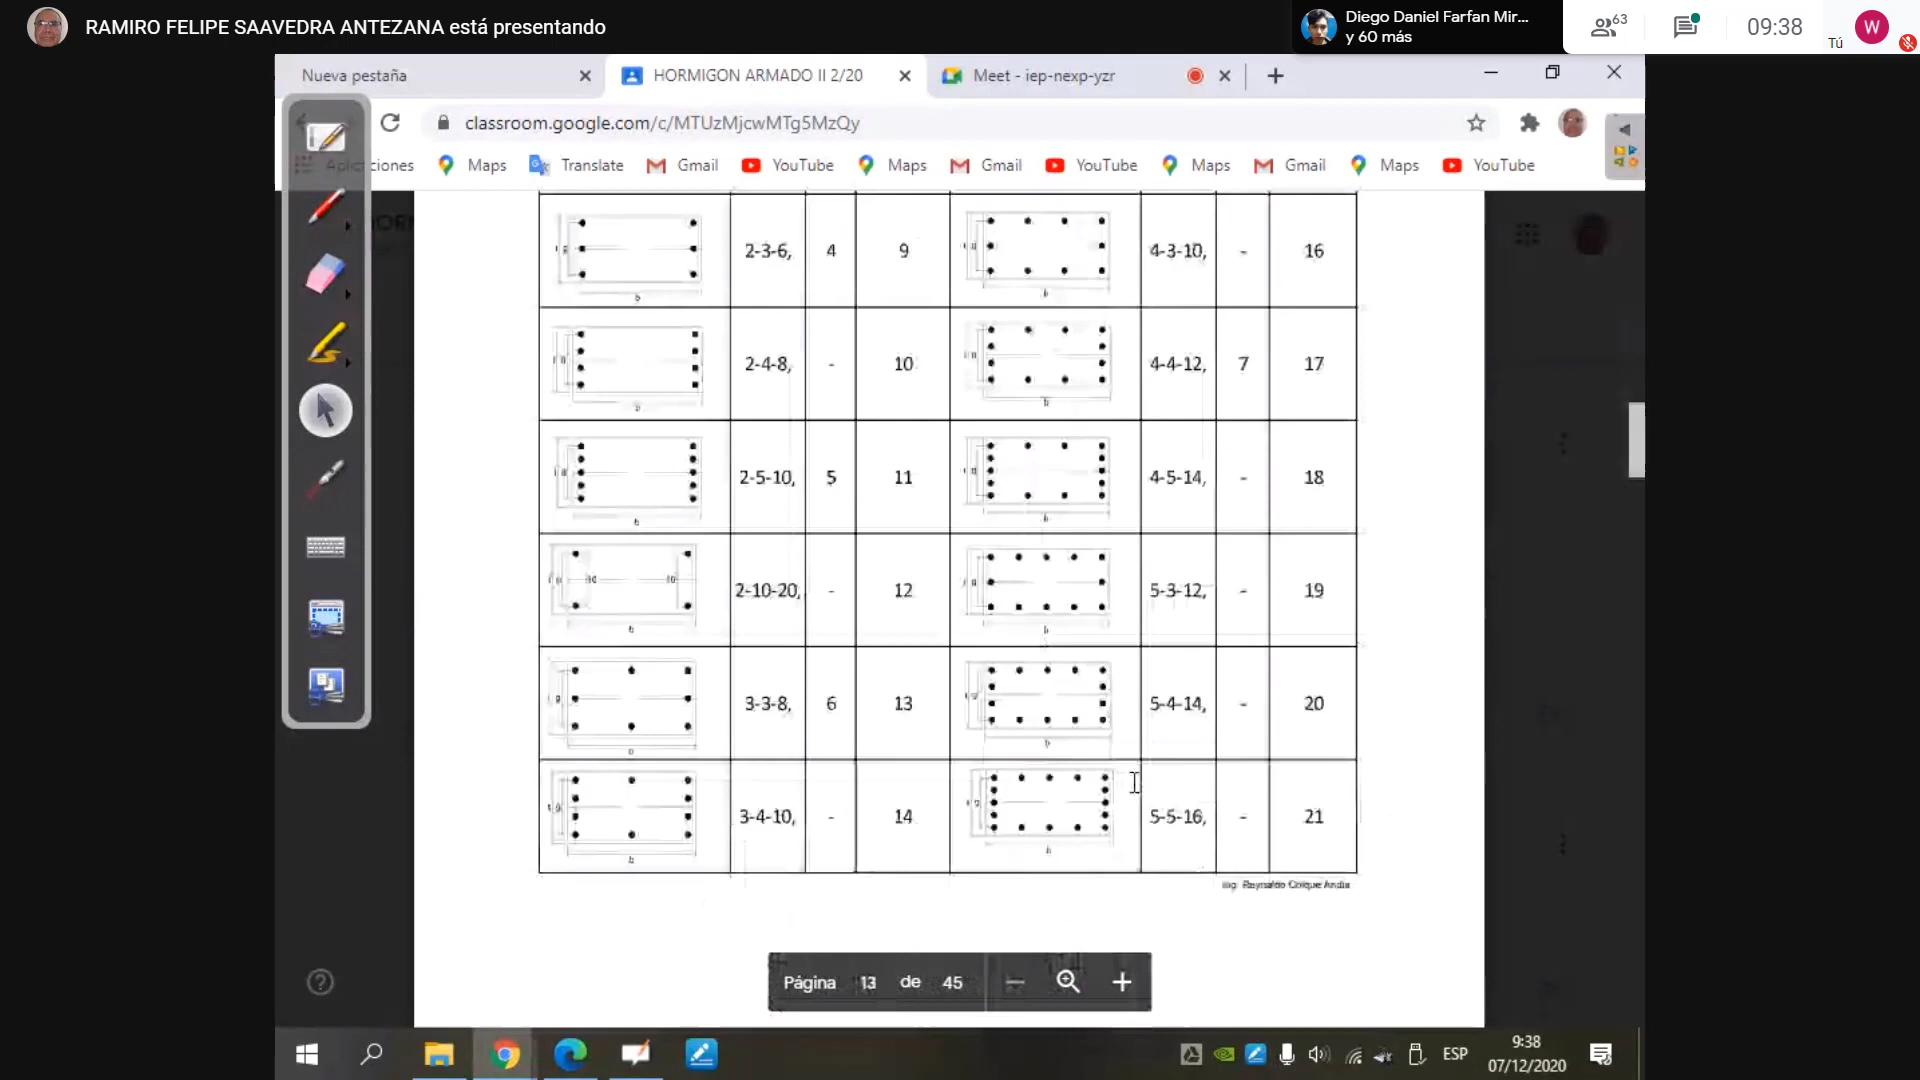 RAMIRO FELIPE SAAVEDRA ANTEZANA está presentando
Diego Daniel Farfan Mir...
y 60 más
63
09:38
Tú
W
Nueva pestaña
HORMIGON ARMADO II 2/20
Meet - iep-nexp-yzr
classroom.google.com/c/MTUzMjcwMTg5MzQy
Aplicaciones Maps Translate Gmail YouTube Maps Gmail YouTube Maps Gmail Maps YouTube
2-3-6, 4 9 4-3-10, - 16
2-4-8, - 10 4-4-12, 7 17
2-5-10, 5 11 4-5-14, - 18
2-10-20, - 12 5-3-12, - 19
3-3-8, 6 13 5-4-14, - 20
3-4-10, - 14 5-5-16, - 21
Ing. Reynaldo Colque Andia
Página 13 de 45
ESP
9:38
07/12/2020